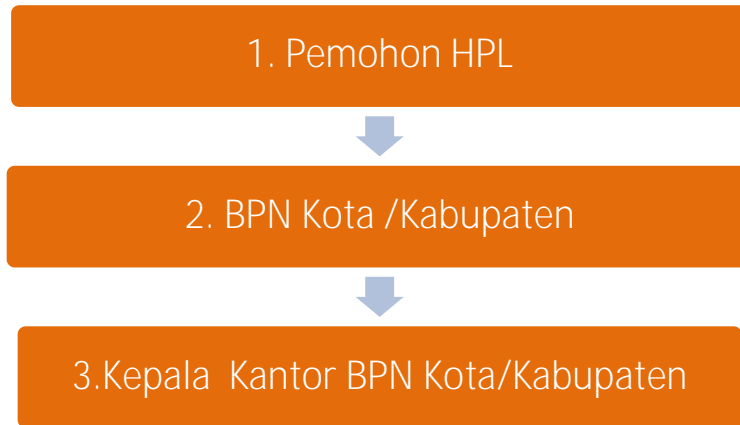 1. Pemohon HPL
2. BPN Kota /Kabupaten
3.Kepala  Kantor BPN Kota/Kabupaten